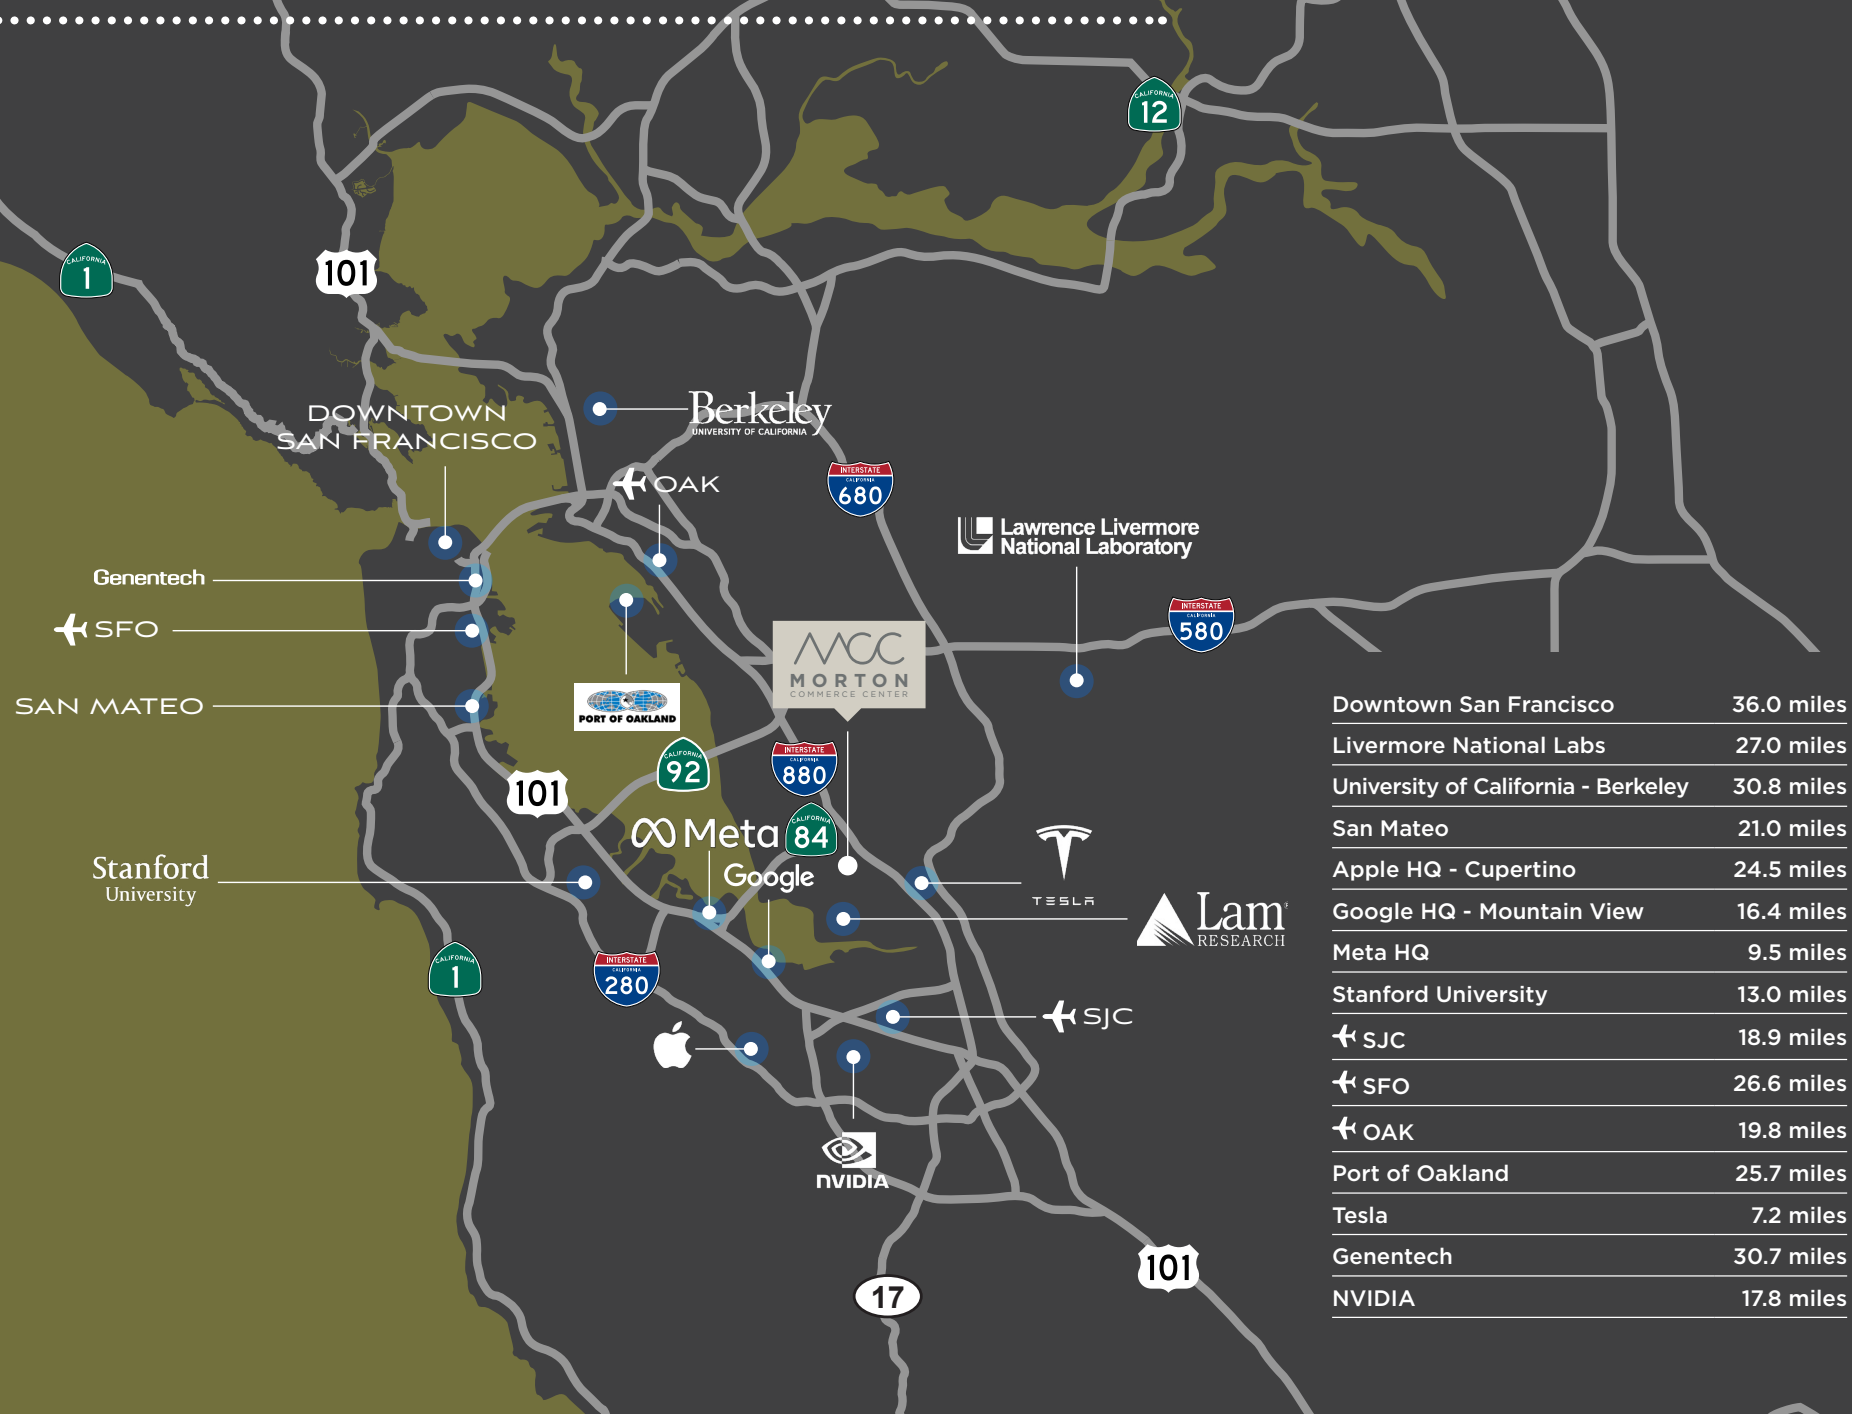 CALIFORNIA
12
CALIFORNIA
1
101
DOWNTOWN
SAN FRANCISCO
Berkeley
UNIVERSITY OF CALIFORNIA
OAK
INTERSTATE
CALIFORNIA
680
Lawrence Livermore
National Laboratory
Genentech
SFO
INTERSTATE
CALIFORNIA
580
MCC
MORTON
COMMERCE CENTER
SAN MATEO
PORT OF OAKLAND
CALIFORNIA
92
INTERSTATE
CALIFORNIA
880
101
Meta
CALIFORNIA
84
Google
Stanford
University
TESLA
Lam
RESEARCH
CALIFORNIA
1
INTERSTATE
CALIFORNIA
280
SJC
NVIDIA
101
17
Downtown San Francisco 36.0 miles
Livermore National Labs 27.0 miles
University of California - Berkeley 30.8 miles
San Mateo 21.0 miles
Apple HQ - Cupertino 24.5 miles
Google HQ - Mountain View 16.4 miles
Meta HQ 9.5 miles
Stanford University 13.0 miles
SJC 18.9 miles
SFO 26.6 miles
OAK 19.8 miles
Port of Oakland 25.7 miles
Tesla 7.2 miles
Genentech 30.7 miles
NVIDIA 17.8 miles